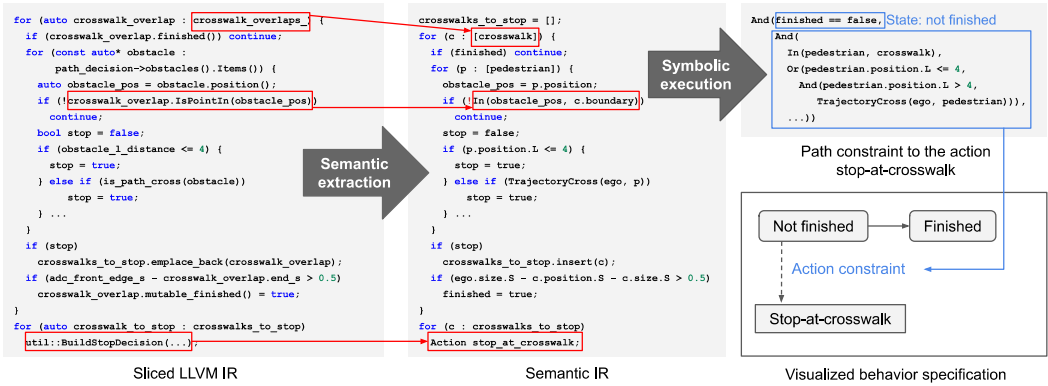 for (auto crosswalk_overlap : crosswalk_overlaps_) {
if (crosswalk_overlap.finished()) continue;
for (const auto* obstacle :
path_decision->obstacles().Items()) {
auto obstacle_pos = obstacle.position();
if (!crosswalk_overlap.IsPointIn(obstacle_pos))
continue;
bool stop = false;
if (obstacle_l_distance <= 4) {
stop = true;
} else if (is_path_cross(obstacle))
stop = true;
} ...
}
if (stop)
crosswalks_to_stop.emplace_back(crosswalk_overlap);
if (adc_front_edge_s - crosswalk_overlap.end_s > 0.5)
crosswalk_overlap.mutable_finished() = true;
}
for (auto crosswalk_to_stop : crosswalks_to_stop)
util::BuildStopDecision(...);
Sliced LLVM IR
Semantic
extraction
crosswalks_to_stop = [];
for (c : [crosswalk]) {
if (finished) continue;
for (p : [pedestrian]) {
obstacle_pos = p.position;
if (!In(obstacle_pos, c.boundary))
continue;
stop = false;
if (p.position.L <= 4) {
stop = true;
} else if (TrajectoryCross(ego, p))
stop = true;
} ...
}
if (stop)
crosswalks_to_stop.insert(c);
if (ego.size.S - c.position.S - c.size.S > 0.5)
finished = true;
}
for (c : crosswalks_to_stop)
Action stop_at_crosswalk;
Semantic IR
Symbolic
execution
And(finished == false, State: not finished
And(
In(pedestrian, crosswalk),
Or(pedestrian.position.L <= 4,
And(pedestrian.position.L > 4,
TrajectoryCross(ego, pedestrian))),
...))
Path constraint to the action
stop-at-crosswalk
Not finished
Finished
Action constraint
Stop-at-crosswalk
Visualized behavior specification